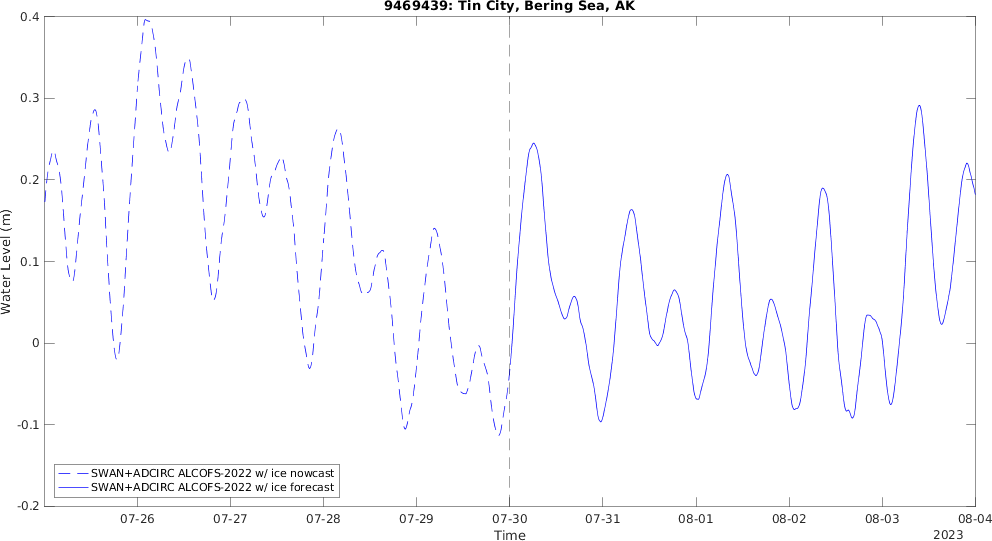 9469439: Tin City, Bering Sea, AK
0.4
0.3
0.2
0.1
0
-0.1
-0.2
Water Level (m)
SWAN+ADCIRC ALCOFS-2022 w/ ice nowcast
SWAN+ADCIRC ALCOFS-2022 w/ ice forecast
07-26 07-27 07-28 07-29 07-30 07-31 08-01 08-02 08-03 08-04
Time
2023